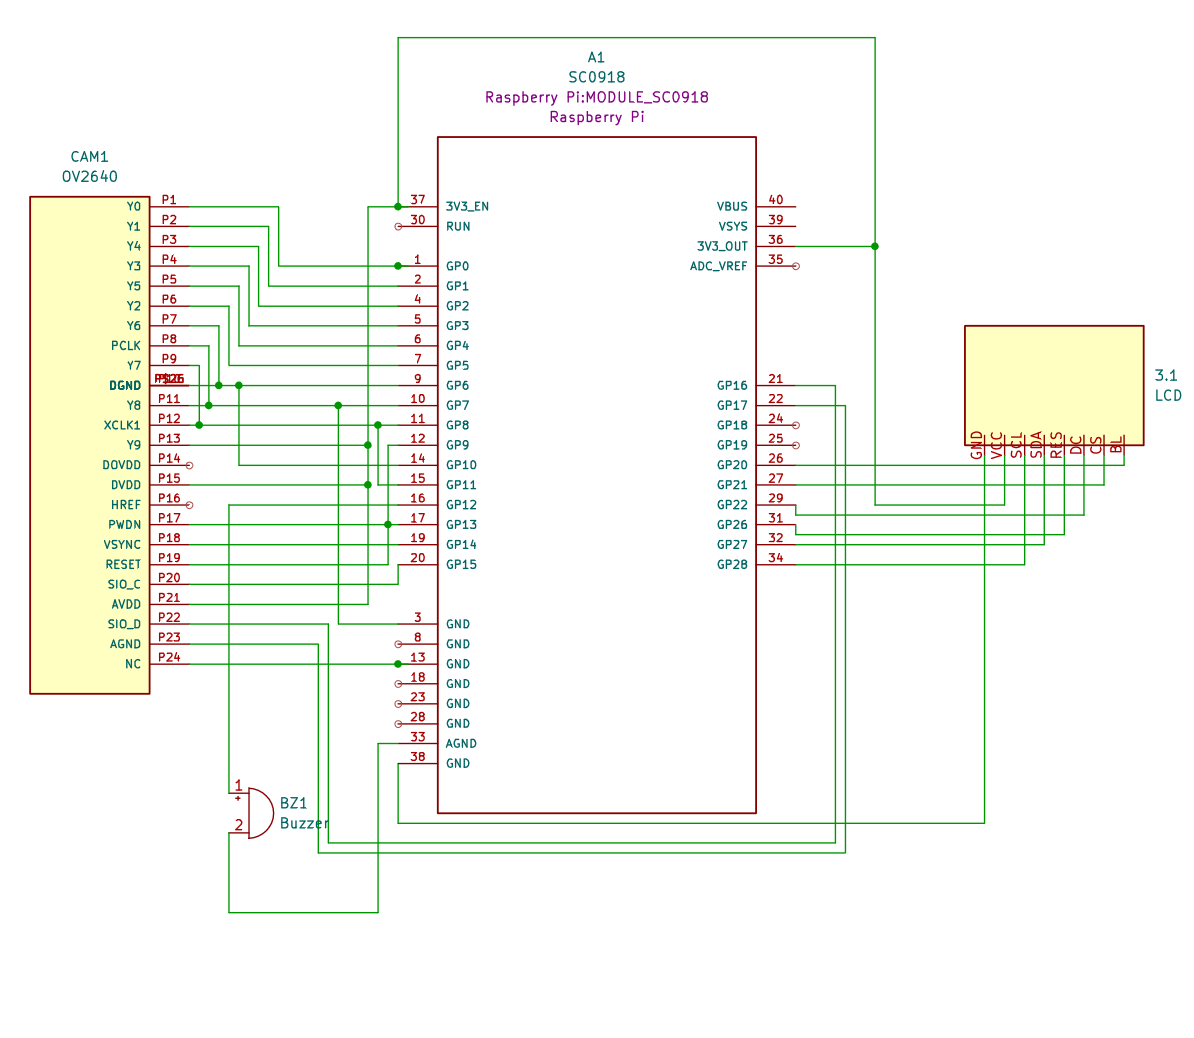 A1
SC0918
Raspberry Pi:MODULE_SC0918
Raspberry Pi
CAM1
OV2640
Y0 P1
Y1 P2
Y4 P3
Y3 P4
Y5 P5
Y2 P6
Y6 P7
PCLK P8
Y7 P9
DGND
Y8 P11
XCLK1 P12
Y9 P13
DOVDD P14
DVDD P15
HREF P16
PWDN P17
VSYNC P18
RESET P19
SIO_C P20
AVDD P21
SIO_D P22
AGND P23
NC P24
37 3V3_EN
30 RUN
1 GP0
2 GP1
4 GP2
5 GP3
6 GP4
7 GP5
9 GP6
10 GP7
11 GP8
12 GP9
14 GP10
15 GP11
16 GP12
17 GP13
19 GP14
20 GP15
3 GND
8 GND
13 GND
18 GND
23 GND
28 GND
33 AGND
38 GND
VBUS 40
VSYS 39
3V3_OUT 36
ADC_VREF 35
GP16 21
GP17 22
GP18 24
GP19 25
GP20 26
GP21 27
GP22 29
GP26 31
GP27 32
GP28 34
3.1
LCD
GND
VCC
SCL
SDA
RES
DC
CS
BL
1
+
2
BZ1
Buzzer